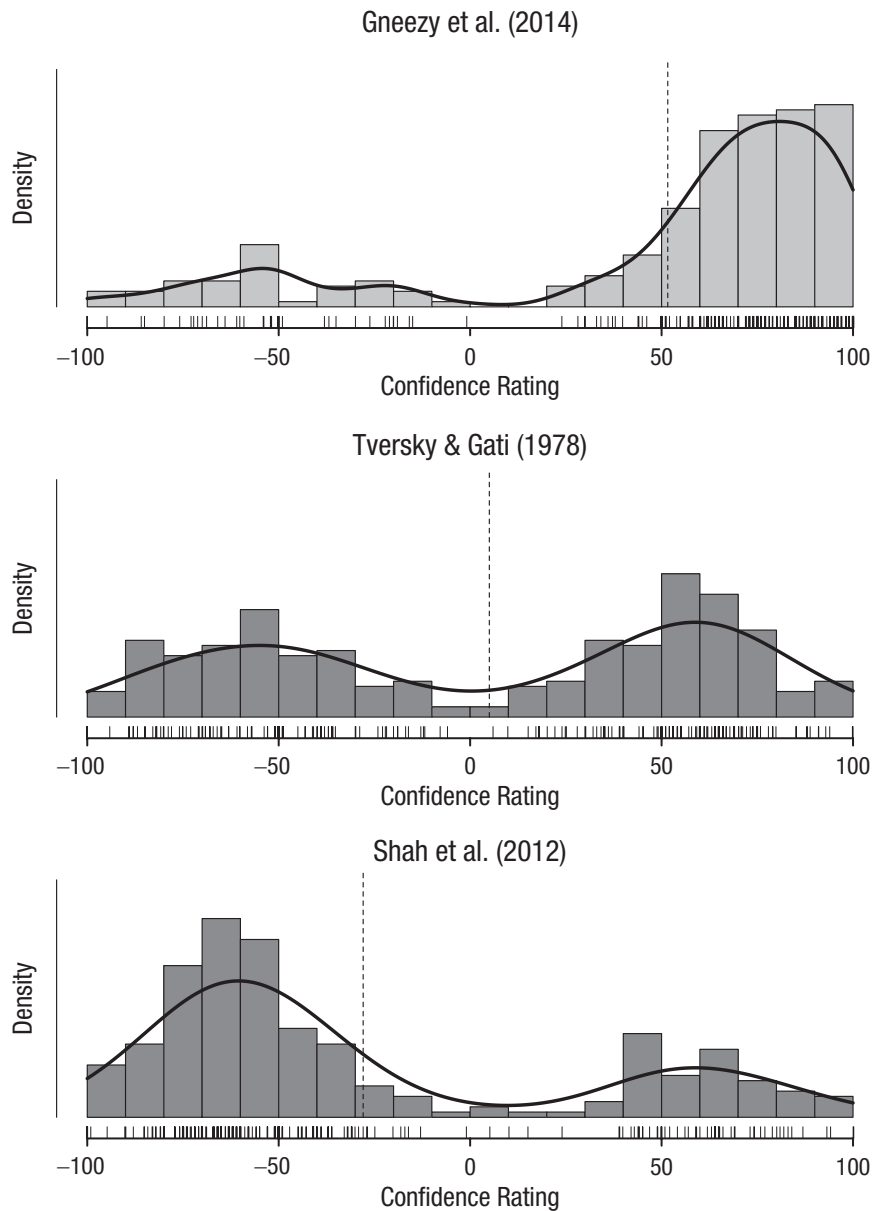 Gneezy et al. (2014)
Density
–100 –50 0 50 100
Confidence Rating
Tversky & Gati (1978)
Density
–100 –50 0 50 100
Confidence Rating
Shah et al. (2012)
Density
–100 –50 0 50 100
Confidence Rating